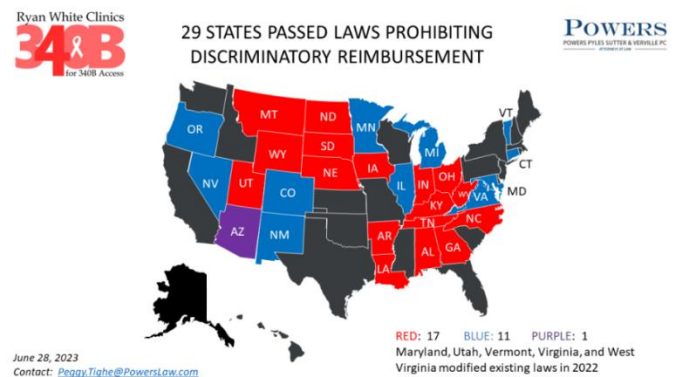 Ryan White Clinics
340B
for 340B Access
29 STATES PASSED LAWS PROHIBITING
DISCRIMINATORY REIMBURSEMENT
POWERS
POWERS PYLES SUTTER & VERVILLE PC
ATTORNEYS AT LAW
VT
MT
ND
MN
OR
SD
WY
MI
CT
IA
NE
OH
MD
NV
UT
IL
IN
WV
VA
CO
KY
NC
TN
AZ
NM
AR
AL
GA
LA
RED: 17 BLUE: 11 PURPLE: 1
Maryland, Utah, Vermont, Virginia, and West
Virginia modified existing laws in 2022
June 28, 2023
Contact: Peggy.Tighe@PowersLaw.com